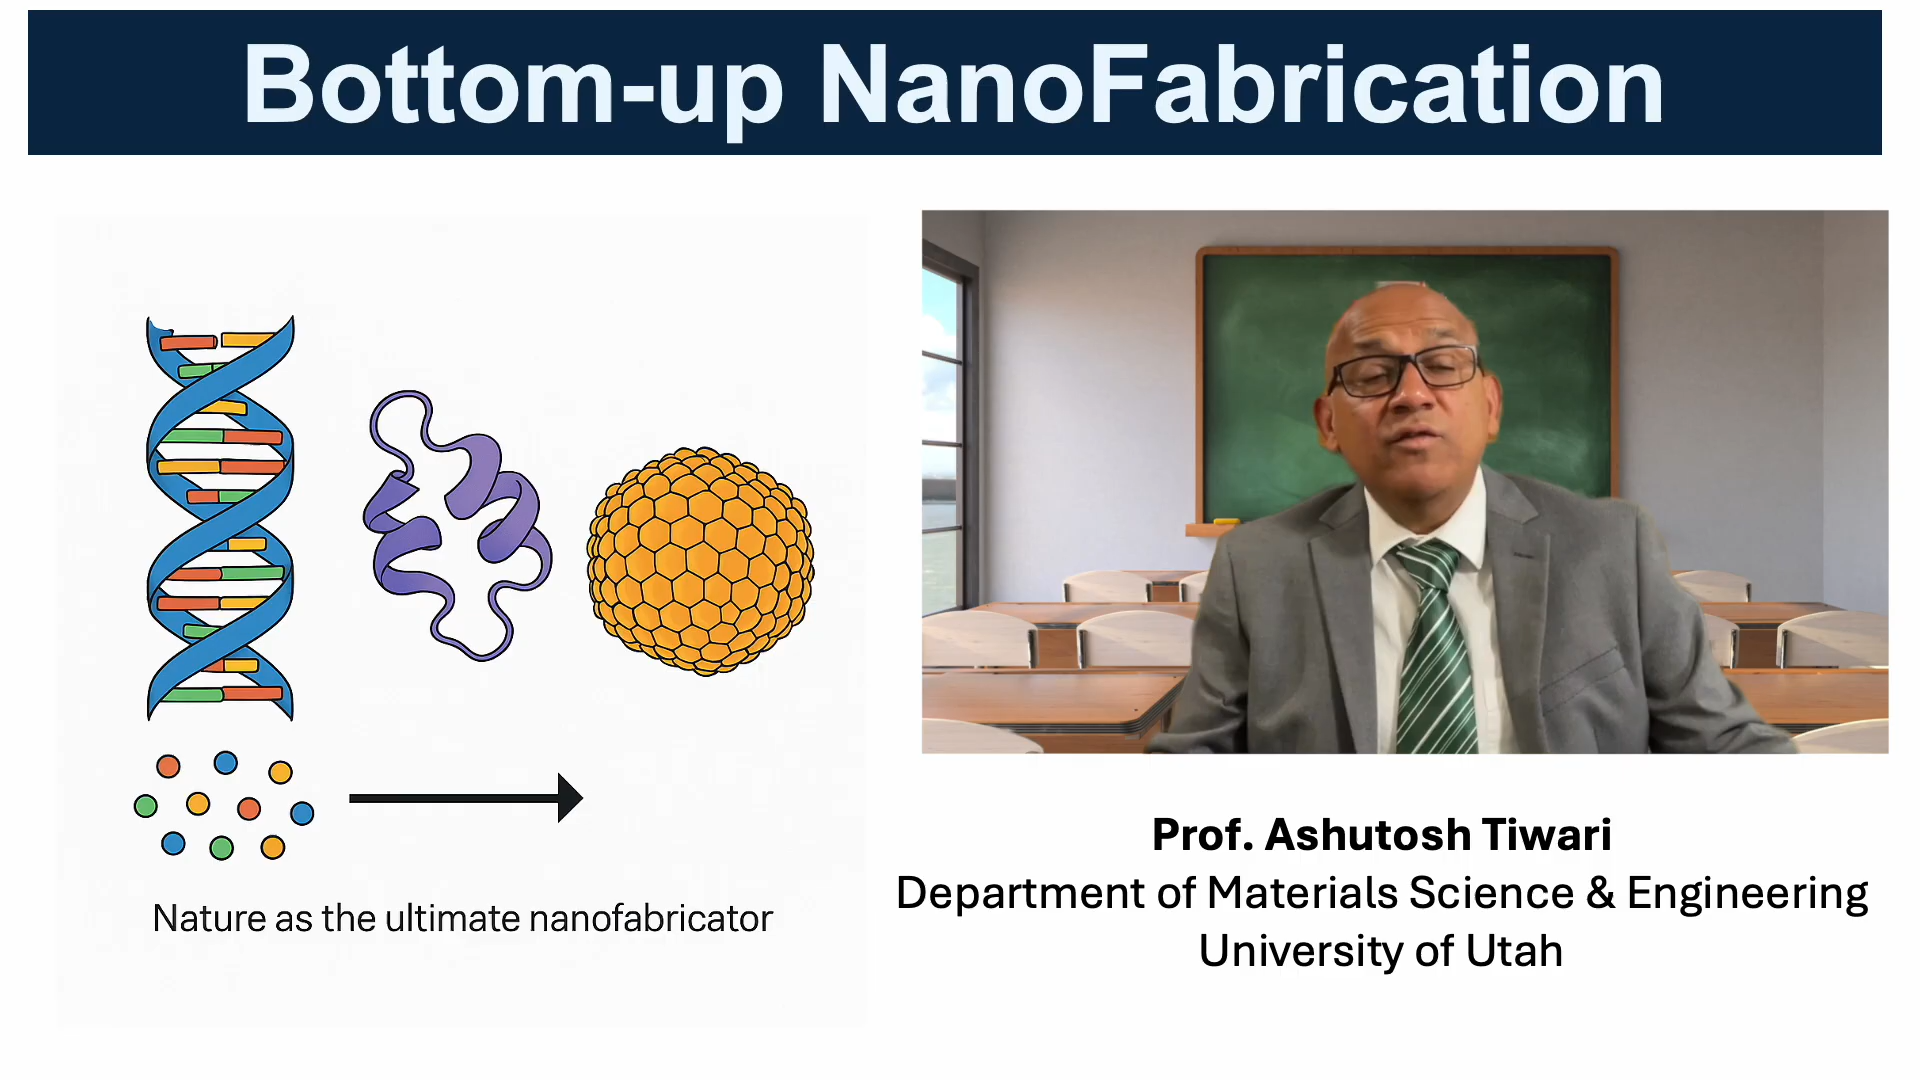 Bottom-up NanoFabrication
Nature as the ultimate nanofabricator
Prof. Ashutosh Tiwari
Department of Materials Science & Engineering
University of Utah